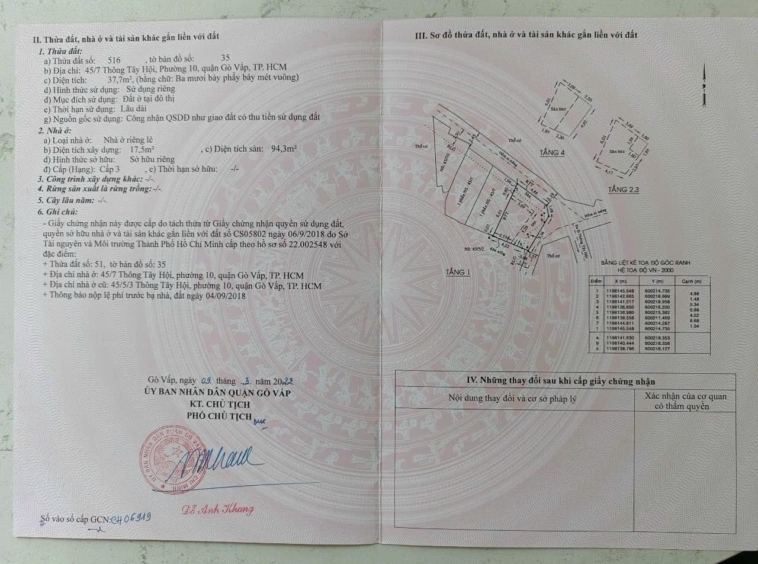 II. Thửa đất, nhà ở và tài sản khác gắn liền với đất
1. Thửa đất:
a) Thửa đất số: 516 , tờ bản đồ số: 35
b) Địa chỉ: 45/7 Thông Tây Hội, Phường 10, quận Gò Vấp, TP. HCM
c) Diện tích: 37,7m², (bằng chữ: Ba mươi bảy phẩy bảy mét vuông)
d) Hình thức sử dụng: Sử dụng riêng
đ) Mục đích sử dụng: Đất ở tại đô thị
e) Thời hạn sử dụng: Lâu dài
g) Nguồn gốc sử dụng: Công nhận QSDĐ như giao đất có thu tiền sử dụng đất
2. Nhà ở:
a) Loại nhà ở: Nhà ở riêng lẻ
b) Diện tích xây dựng: 17,5m² , c) Diện tích sàn: 94,3m²
d) Hình thức sở hữu: Sở hữu riêng
đ) Cấp (Hạng): Cấp 3 , e) Thời hạn sở hữu: -/-
3. Công trình xây dựng khác: -/-
4. Rừng sản xuất là rừng trồng: -/-
5. Cây lâu năm: -/-
6. Ghi chú:
- Giấy chứng nhận này được cấp do tách thửa từ Giấy chứng nhận quyền sử dụng đất,
quyền sở hữu nhà ở và tài sản khác gắn liền với đất số CS05802 ngày 06/9/2018 do Sở
Tài nguyên và Môi trường Thành Phố Hồ Chí Minh cấp theo hồ sơ số 22.002548 với
đặc điểm:
+ Thửa đất số: 51, tờ bản đồ số: 35
+ Địa chỉ nhà ở: 45/7 Thông Tây Hội, phường 10, quận Gò Vấp, TP. HCM
+ Địa chỉ nhà ở cũ: 45/5/3 Thông Tây Hội, phường 10, quận Gò Vấp, TP. HCM
+ Thông báo nộp lệ phí trước bạ nhà, đất ngày 04/09/2018
Gò Vấp, ngày 09 tháng 3 năm 2022
ỦY BAN NHÂN DÂN QUẬN GÒ VẤP
KT. CHỦ TỊCH
PHÓ CHỦ TỊCH
Đỗ Anh Khang
Số vào sổ cấp GCN: CH06919
III. Sơ đồ thửa đất, nhà ở và tài sản khác gắn liền với đất
TẦNG 4
TẦNG 2.3
TẦNG 1
BẢNG LIỆT KÊ TỌA ĐỘ GÓC RANH
HỆ TỌA ĐỘ VN - 2000
Điểm X (m) Y (m) Cạnh (m)
IV. Những thay đổi sau khi cấp giấy chứng nhận
Nội dung thay đổi và cơ sở pháp lý
Xác nhận của cơ quan
có thẩm quyền